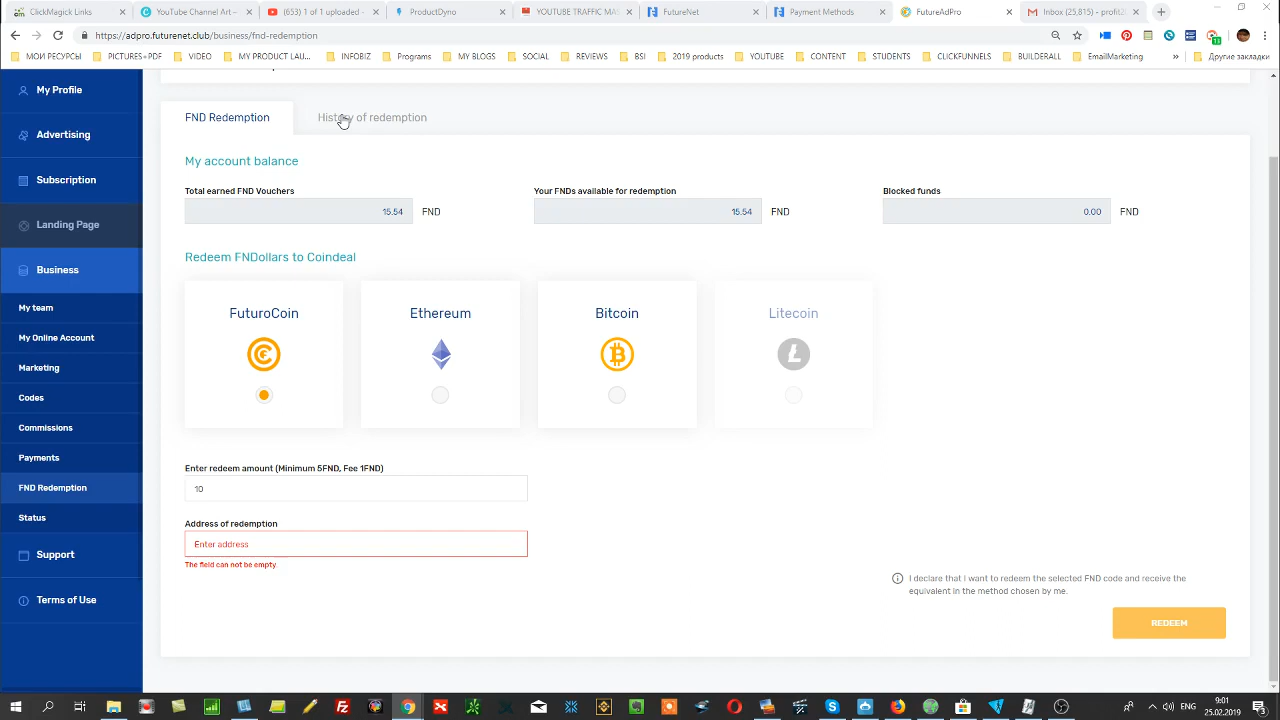 ClickMagick Links
YouTube Channel Art –
(653) 1 of 1 uploaded -
ProductDyno
YOUTUBE TRAFFIC MA
FutureNet
Payment Methods
FutureAdPro
Inbox (25,815) - profit2
https://adpro.futurenet.club/business/fnd-redemption
МОИ РЕСУРСЫ
PICTURES+PDF
VIDEO
MY PRODUCT LAU...
INFOBIZ
Programs
MY BLOGS
SOCIAL
REVIEWS
BSI
2019 products
YOUTUBE
CONTENT
STUDENTS
CLICKFUNNELS
BUILDERALL
EmailMarketing
»
Другие закладки
My Profile
Advertising
Subscription
Landing Page
Business
My team
My Online Account
Marketing
Codes
Commissions
Payments
FND Redemption
Status
Support
Terms of Use
FND Redemption
History of redemption
My account balance
Total earned FND Vouchers
15.54 FND
Your FNDs available for redemption
15.54 FND
Blocked funds
0.00 FND
Redeem FNDollars to Coindeal
FuturoCoin
Ethereum
Bitcoin
Litecoin
Enter redeem amount (Minimum 5FND, Fee 1FND)
10
Address of redemption
Enter address
The field can not be empty.
I declare that I want to redeem the selected FND code and receive the
equivalent in the method chosen by me.
REDEEM
ENG
9:01
25.02.2019